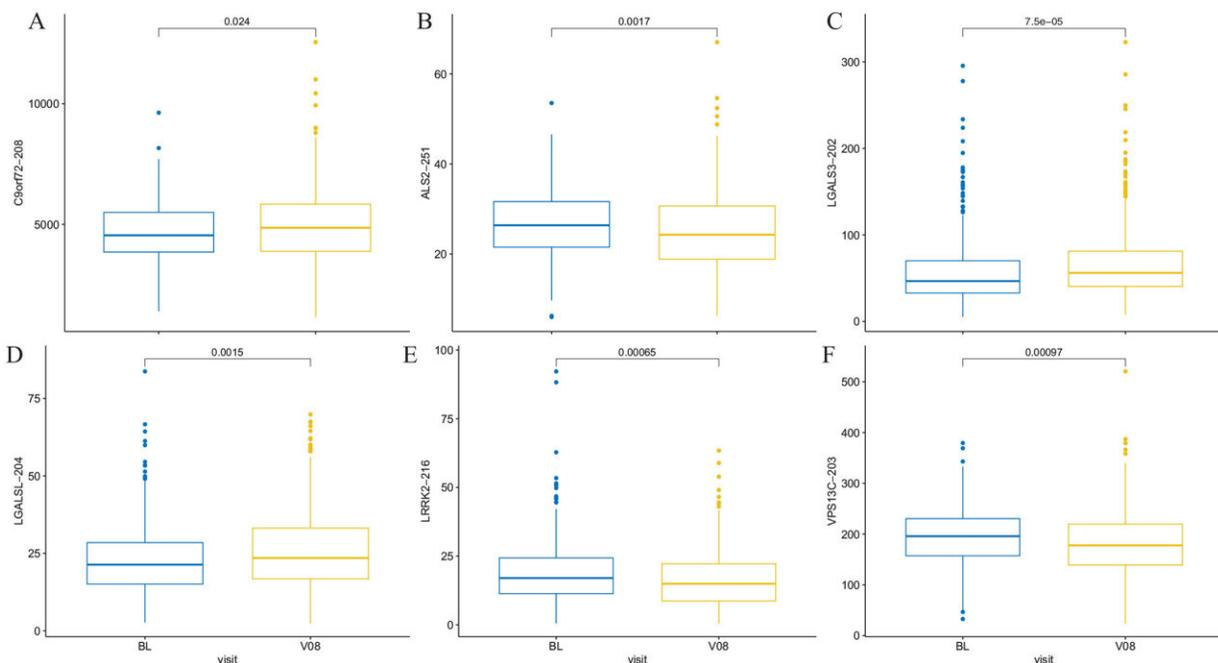 A
0.024
C9orf72−208
10000
5000
B
0.0017
ALS2−251
60
40
20
C
7.5e−05
LGALS3−202
300
200
100
0
D
0.0015
LGALSL−204
75
50
25
0
BL
V08
visit
E
0.00065
LRRK2−216
100
75
50
25
0
BL
V08
visit
F
0.00097
VPS13C−203
500
400
300
200
100
0
BL
V08
visit